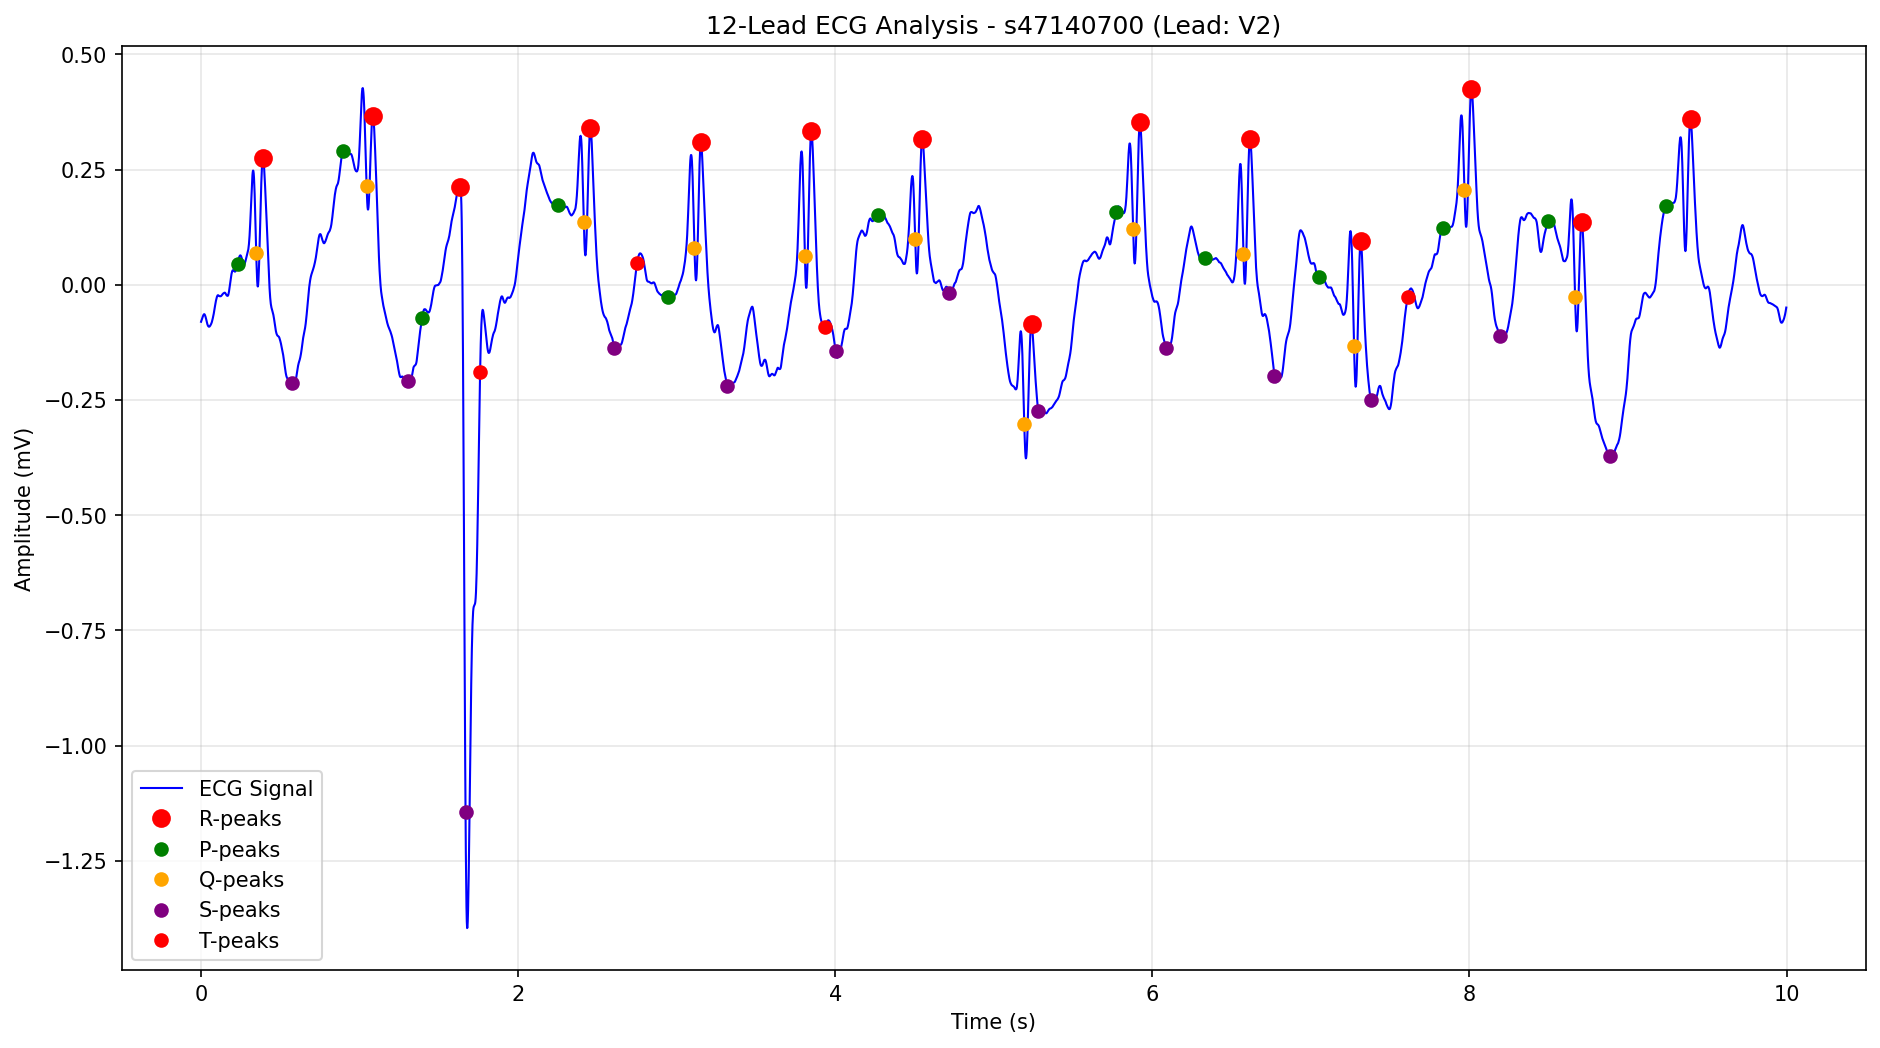 12-Lead ECG Analysis - s47140700 (Lead: V2)
0.50
0.25
0.00
−0.25
−0.50
−0.75
−1.00
−1.25
Amplitude (mV)
ECG Signal
R-peaks
P-peaks
Q-peaks
S-peaks
T-peaks
0 2 4 6 8 10
Time (s)